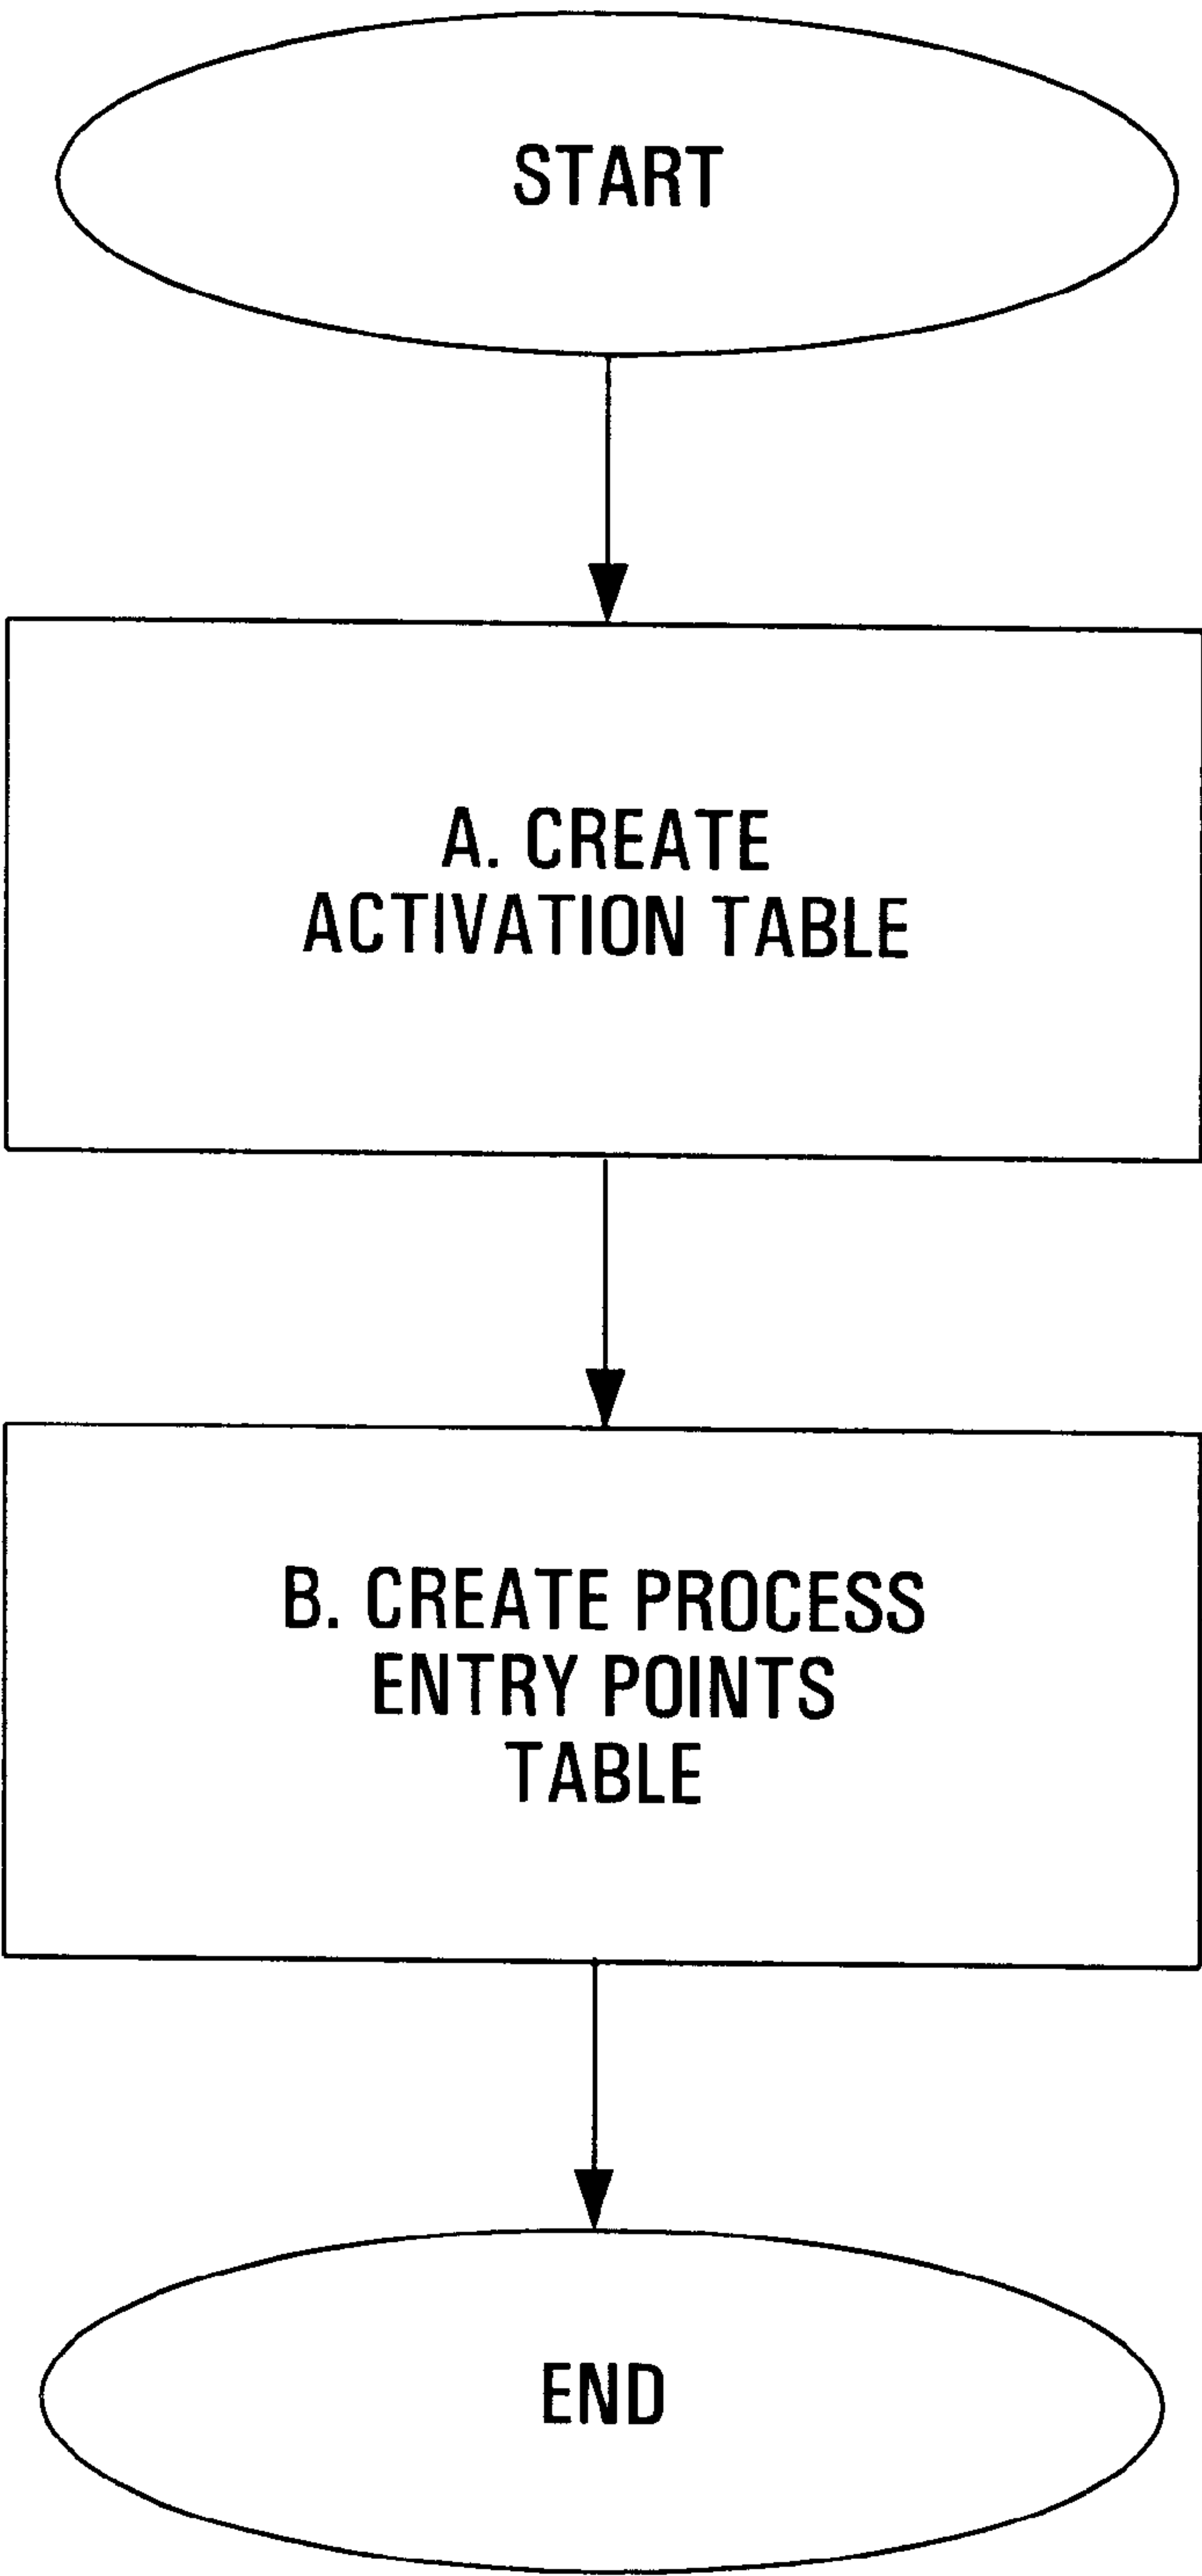 START
A. CREATE
ACTIVATION TABLE
B. CREATE PROCESS
ENTRY POINTS
TABLE
END